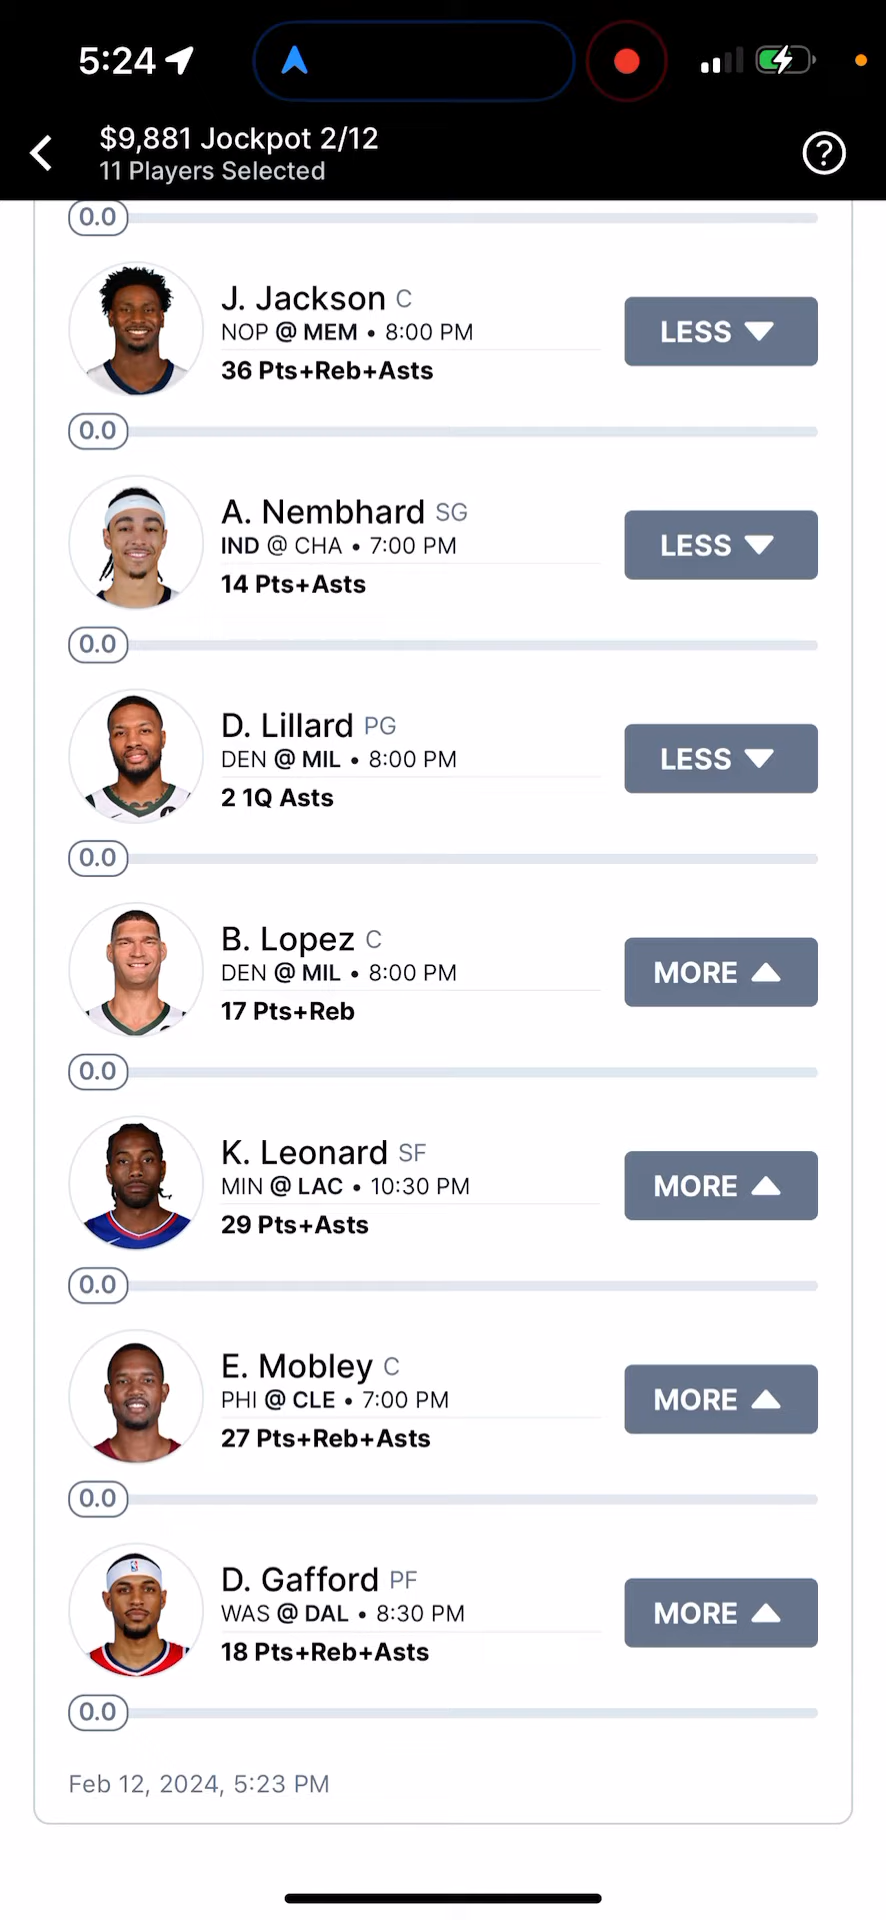 5:24
$9,881 Jockpot 2/12
11 Players Selected
0.0
J. Jackson C
NOP @ MEM • 8:00 PM
36 Pts+Reb+Asts
LESS
0.0
A. Nembhard SG
IND @ CHA • 7:00 PM
14 Pts+Asts
LESS
0.0
D. Lillard PG
DEN @ MIL • 8:00 PM
2 1Q Asts
LESS
0.0
B. Lopez C
DEN @ MIL • 8:00 PM
17 Pts+Reb
MORE
0.0
K. Leonard SF
MIN @ LAC • 10:30 PM
29 Pts+Asts
MORE
0.0
E. Mobley C
PHI @ CLE • 7:00 PM
27 Pts+Reb+Asts
MORE
0.0
D. Gafford PF
WAS @ DAL • 8:30 PM
18 Pts+Reb+Asts
MORE
0.0
Feb 12, 2024, 5:23 PM